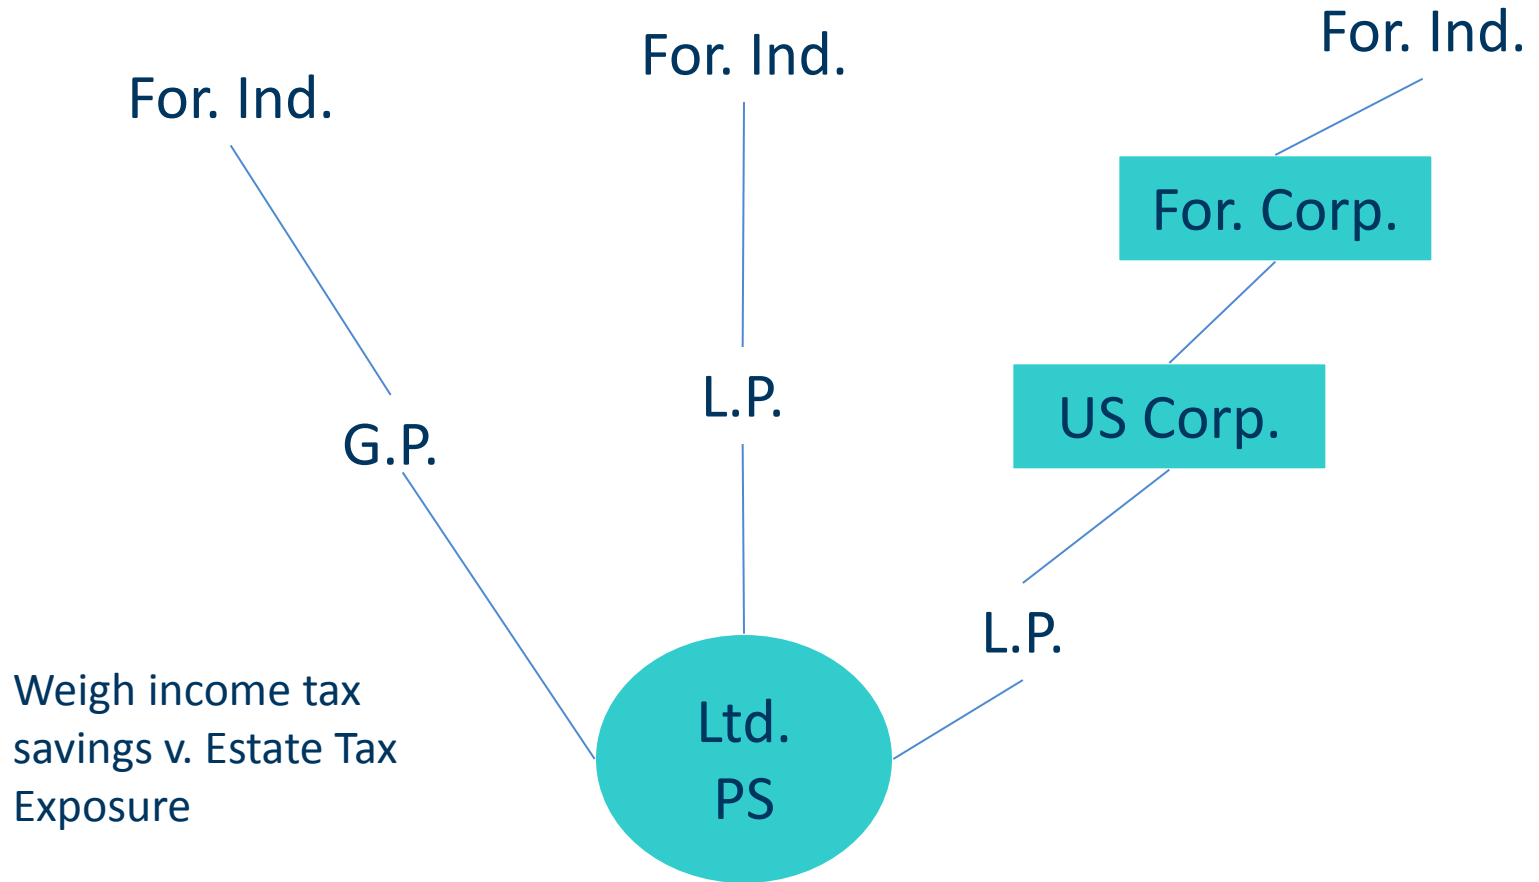 For. Ind.
For. Ind.
For. Ind.
For. Corp.
US Corp.
L.P.
G.P.
L.P.
Weigh income tax
savings v. Estate Tax
Exposure
Ltd.
PS